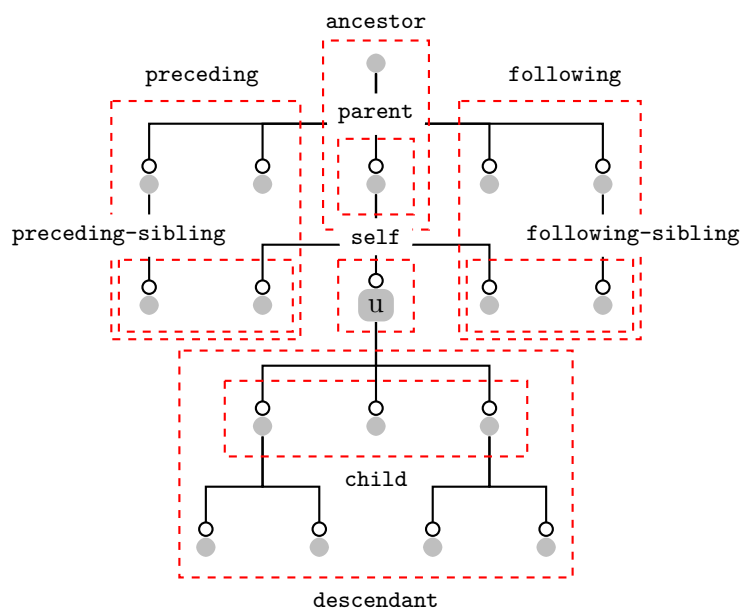 ancestor
preceding
following
parent
preceding-sibling
self
following-sibling
u
child
descendant